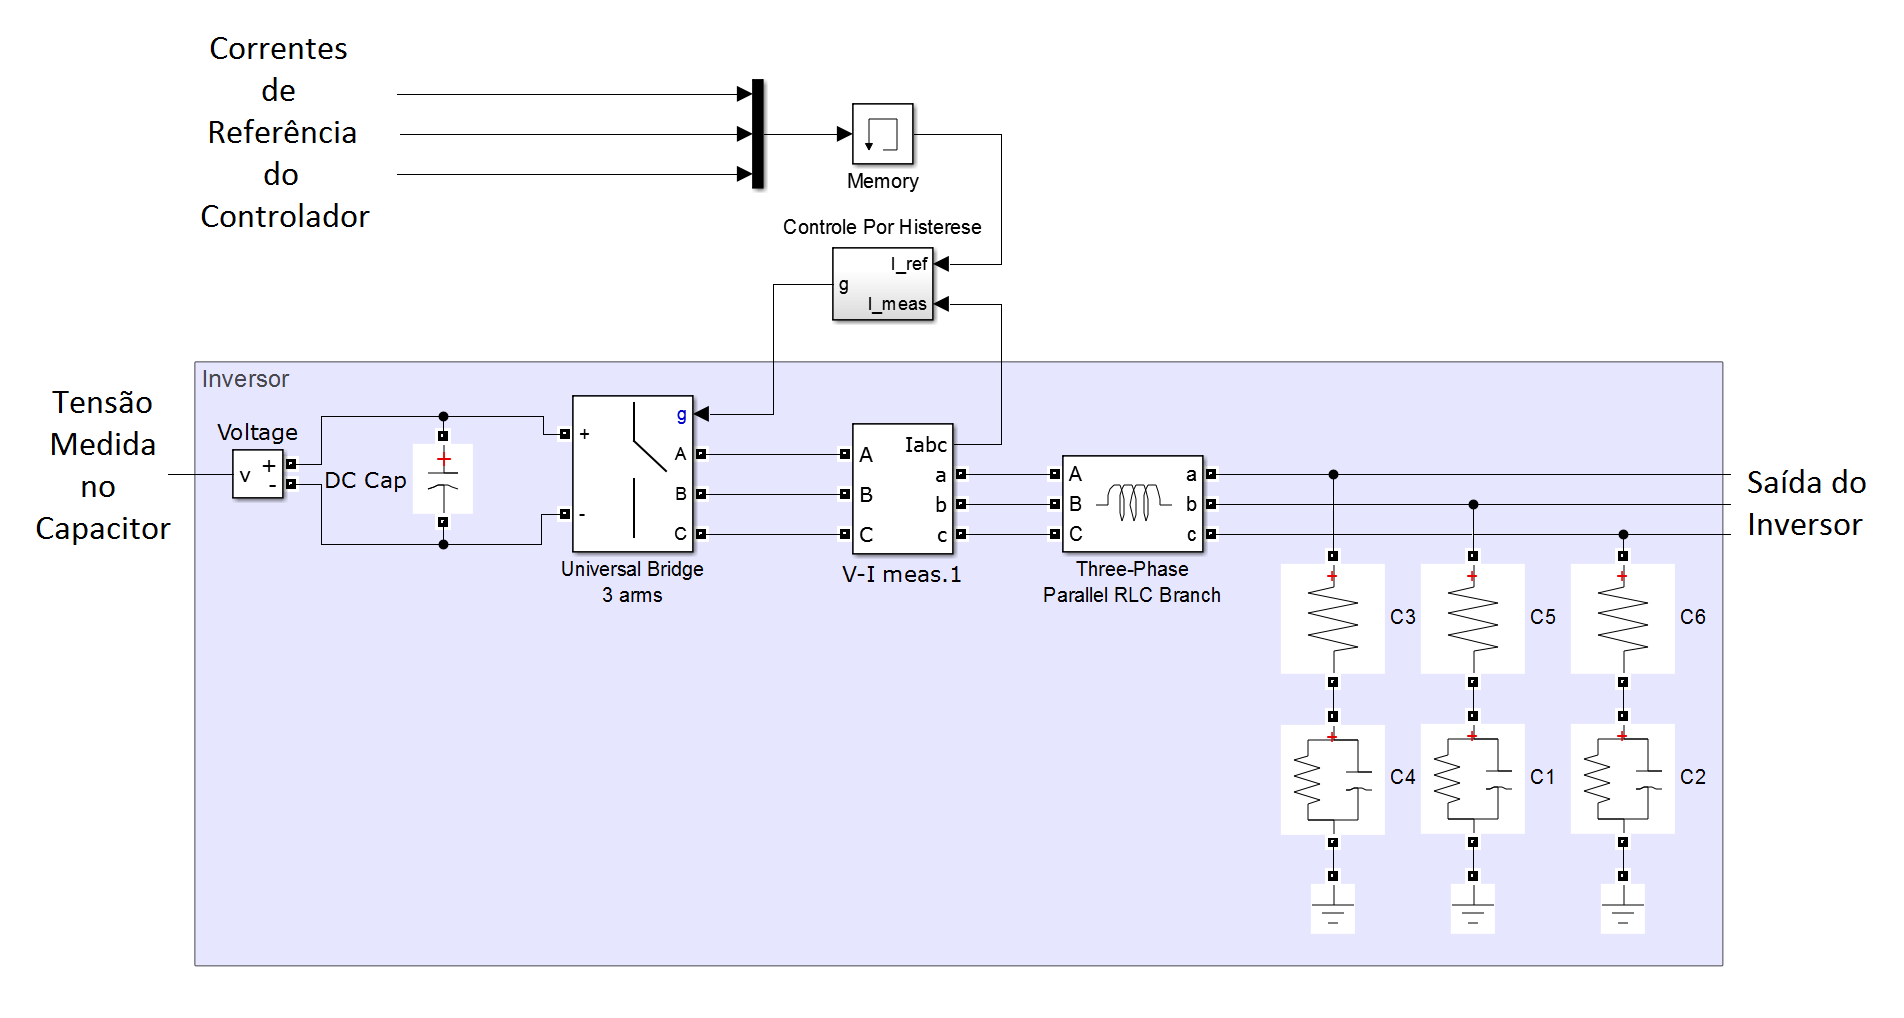 Correntes
de
Referência
do
Controlador
Memory
Controle Por Histerese
I_ref
g
I_meas
Inversor
Tensão
Medida
no
Capacitor
Voltage
v
+
-
DC Cap
+
+
-
g
A
B
C
Universal Bridge
3 arms
A
B
C
Iabc
a
b
c
V-I meas.1
A
B
C
a
b
c
Three-Phase
Parallel RLC Branch
Saída do
Inversor
+
C3
+
C5
+
C6
+
C4
+
C1
+
C2